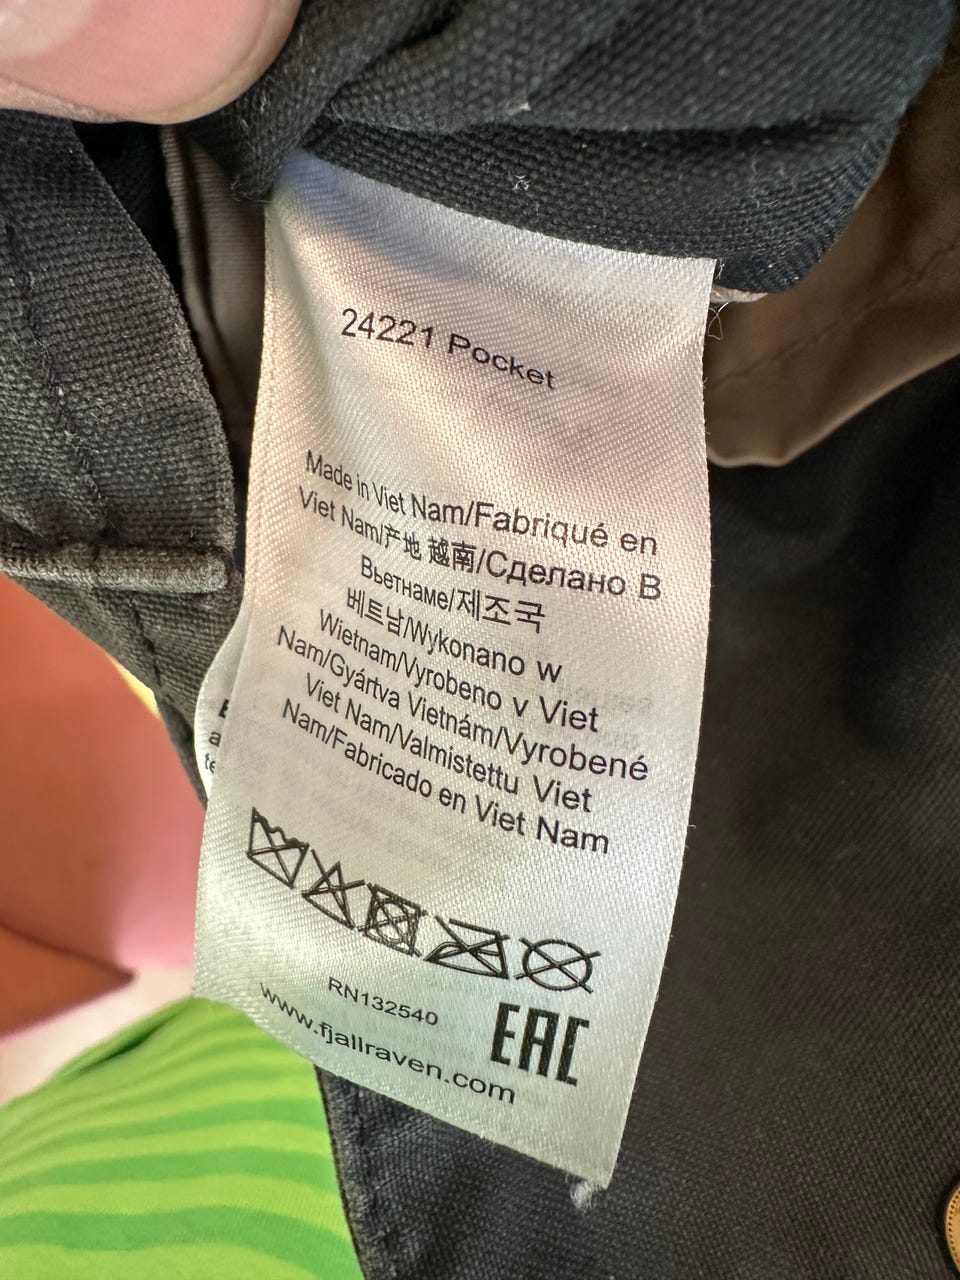 24221 Pocket
Made in Viet Nam/Fabriqué en
Viet Nam/产地 越南/Сделано В
Вьетнаме/제조국
베트남/Wykonano w
Wietnam/Vyrobeno v Viet
Nam/Gyártva Vietnám/Vyrobené
Viet Nam/Valmistettu Viet
Nam/Fabricado en Viet Nam
RN132540
EAC
www.fjallraven.com